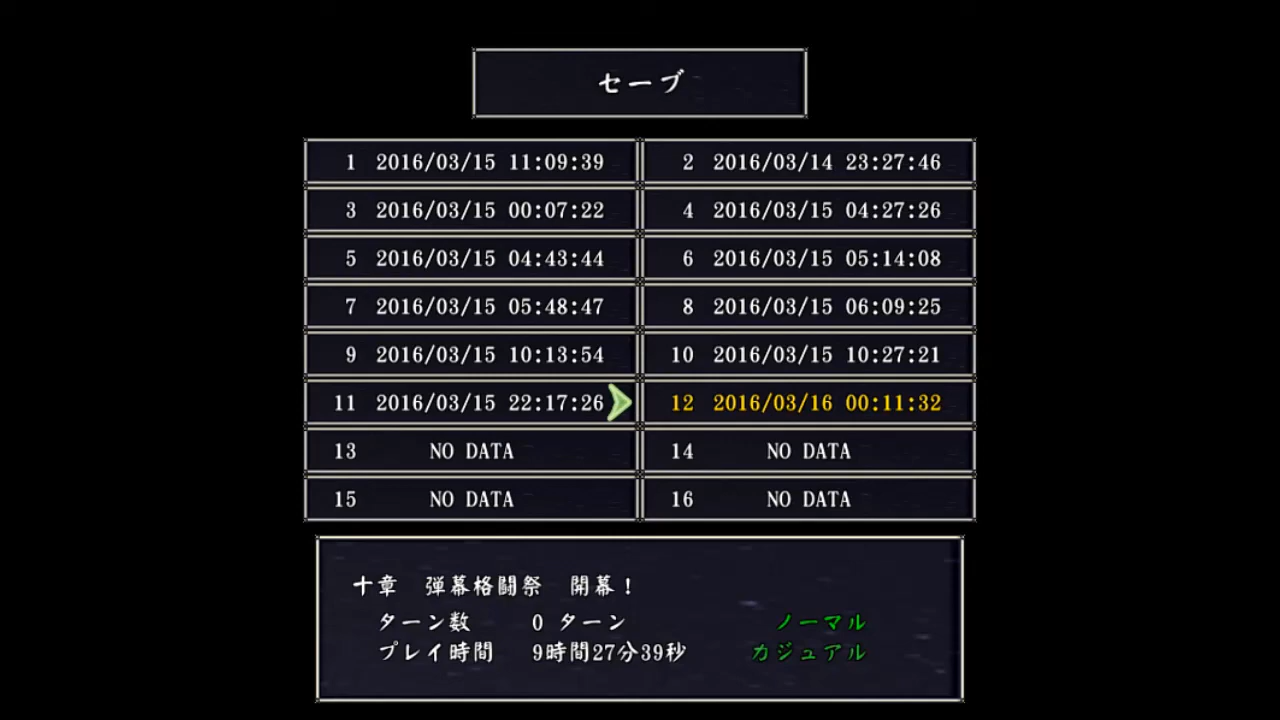 セーブ
1 2016/03/15 11:09:39
2 2016/03/14 23:27:46
3 2016/03/15 00:07:22
4 2016/03/15 04:27:26
5 2016/03/15 04:43:44
6 2016/03/15 05:14:08
7 2016/03/15 05:48:47
8 2016/03/15 06:09:25
9 2016/03/15 10:13:54
10 2016/03/15 10:27:21
11 2016/03/15 22:17:26
12 2016/03/16 00:11:32
13 NO DATA
14 NO DATA
15 NO DATA
16 NO DATA
十章 弾幕格闘祭 開幕！
ターン数 0 ターン ノーマル
プレイ時間 9時間27分39秒 カジュアル